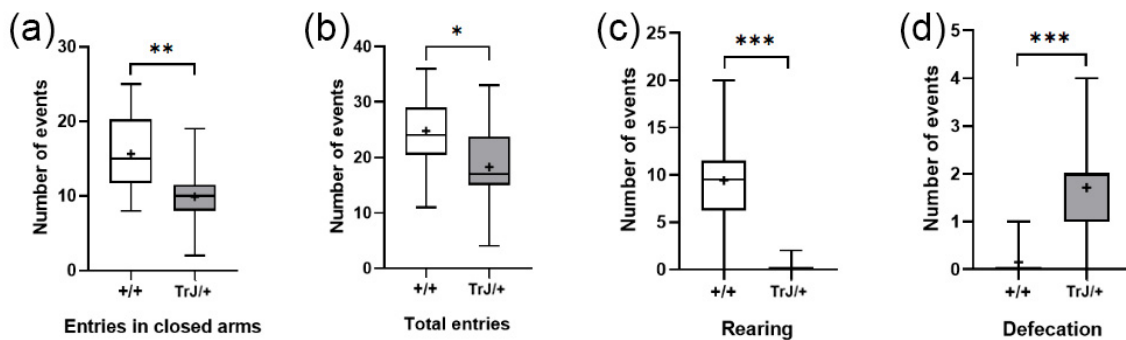 (a)
Number of events
30
20
10
0
**
+/+ TrJ/+
Entries in closed arms
(b)
Number of events
40
30
20
10
0
*
+/+ TrJ/+
Total entries
(c)
Number of events
25
20
15
10
5
0
***
+/+ TrJ/+
Rearing
(d)
Number of events
5
4
3
2
1
0
***
+/+ TrJ/+
Defecation